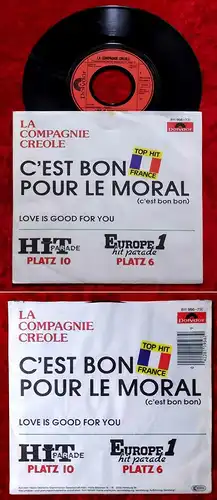 LA COMPAGNIE CREOLE
LA
COMPAGNIE
CREOLE
Polydor
TOP HIT
FRANCE
C'EST BON
POUR LE MORAL
(c'est bon bon)
LOVE IS GOOD FOR YOU
HIT
PARADE
PLATZ 10
EUROPE 1
hit parade
PLATZ 6
LA
COMPAGNIE
CREOLE
Polydor
TOP HIT
FRANCE
C'EST BON
POUR LE MORAL
(c'est bon bon)
LOVE IS GOOD FOR YOU
HIT
PARADE
PLATZ 10
EUROPE 1
hit parade
PLATZ 6